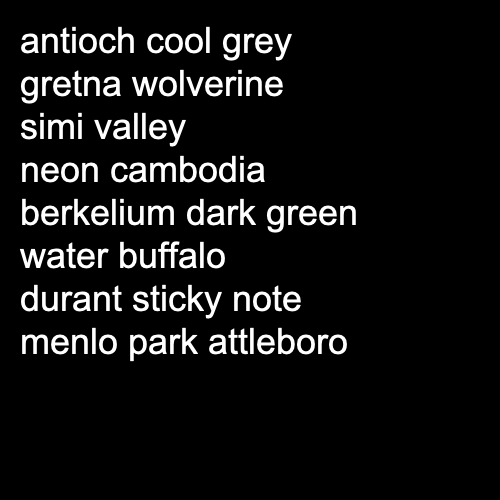 antioch cool grey
gretna wolverine
simi valley
neon cambodia
berkelium dark green
water buffalo
durant sticky note
menlo park attleboro